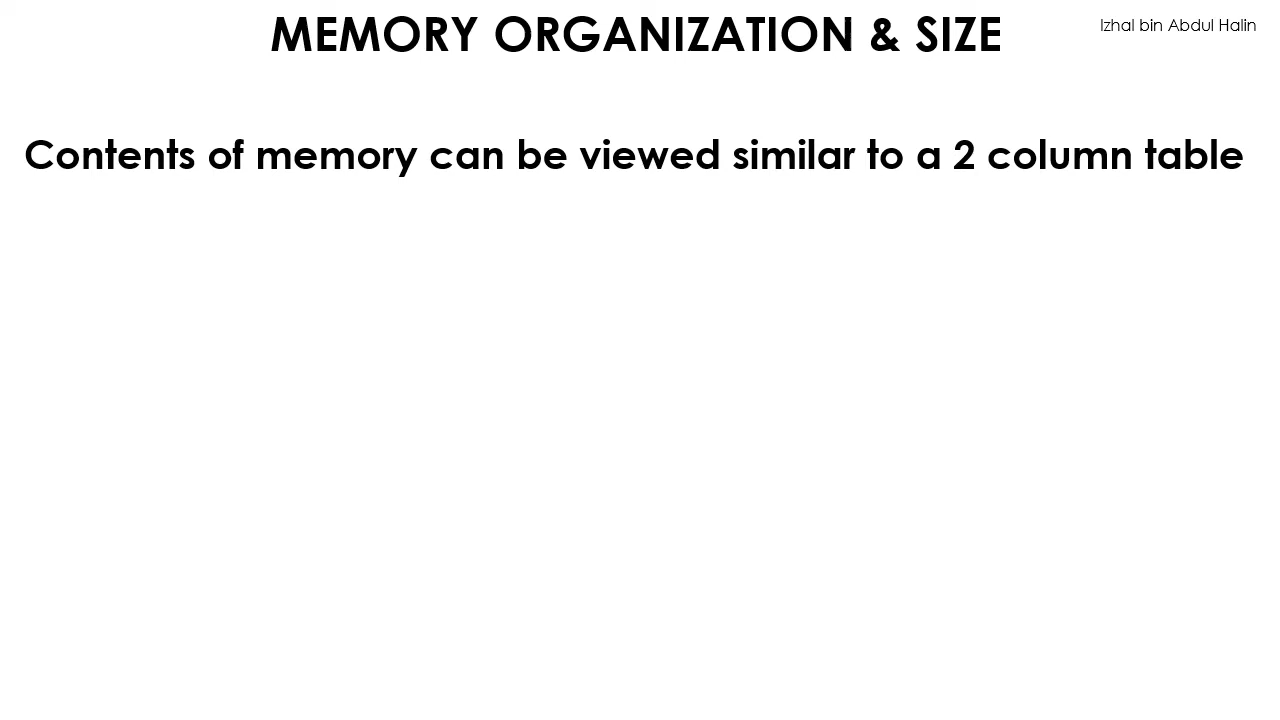 MEMORY ORGANIZATION & SIZE
Izhal bin Abdul Halin
Contents of memory can be viewed similar to a 2 column table